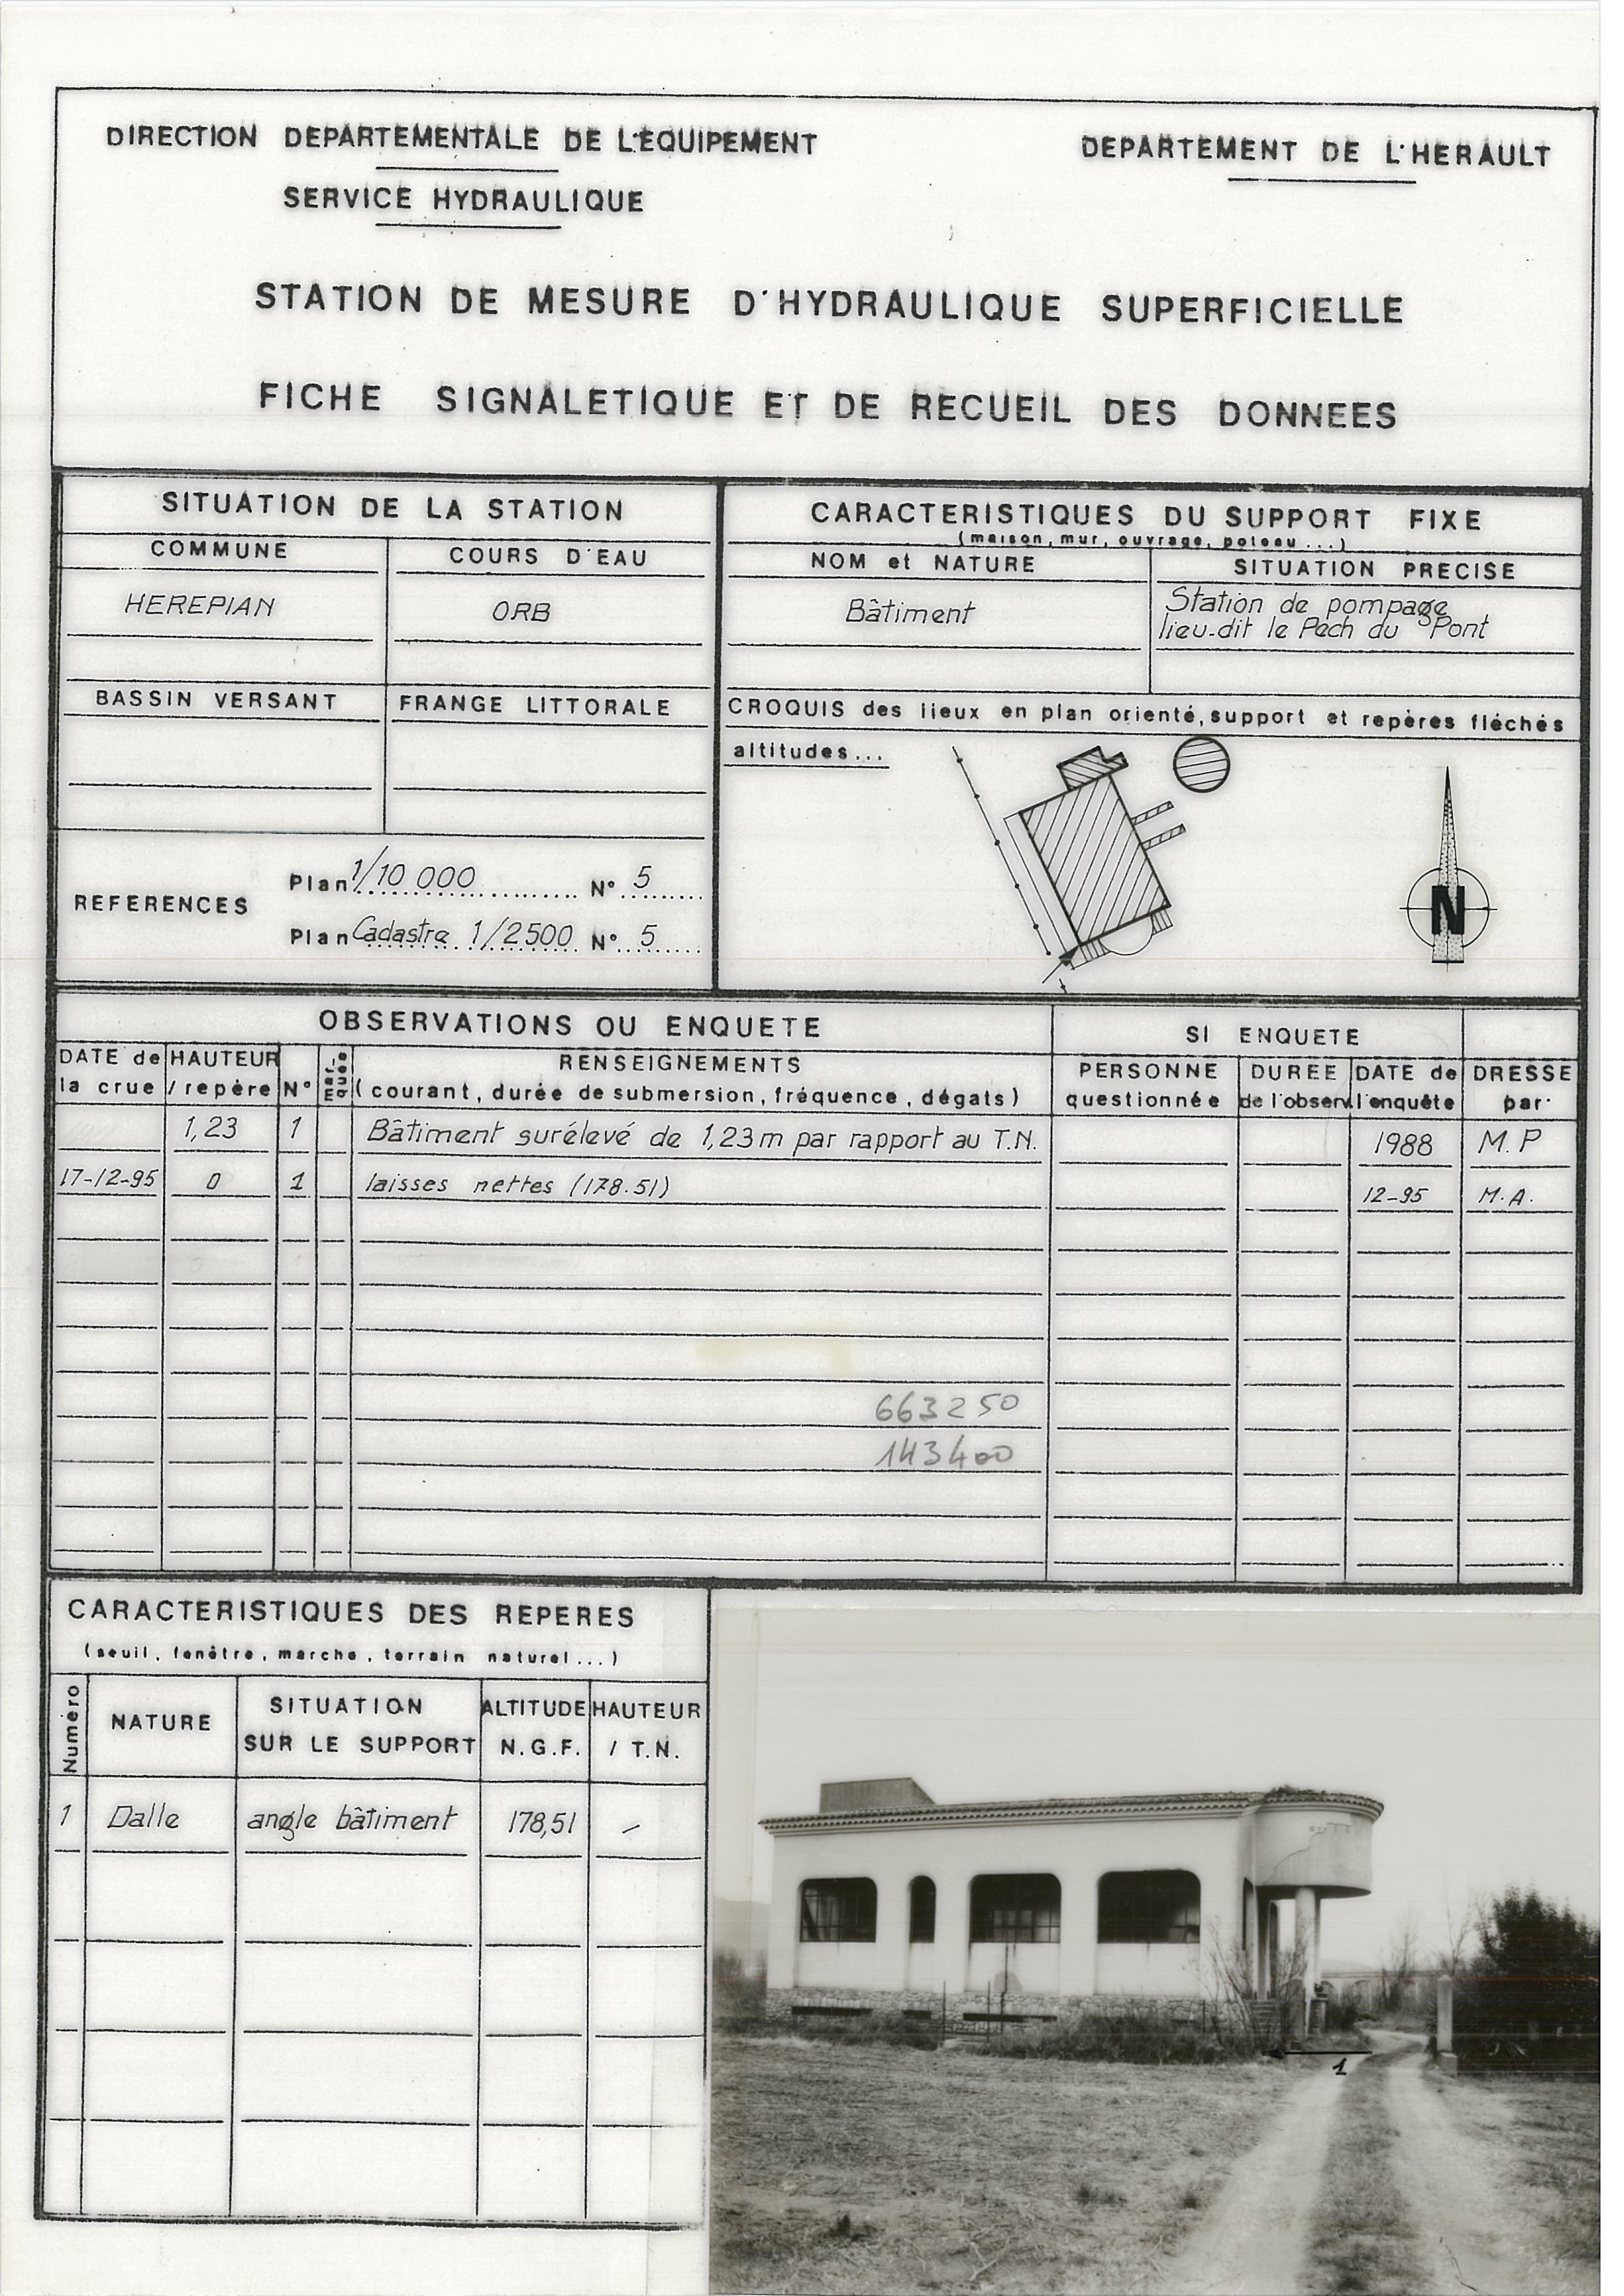 DIRECTION DEPARTEMENTALE DE L'EQUIPEMENT
DEPARTEMENT DE L'HERAULT
SERVICE HYDRAULIQUE
STATION DE MESURE D'HYDRAULIQUE SUPERFICIELLE
FICHE SIGNALETIQUE ET DE RECUEIL DES DONNEES
SITUATION DE LA STATION
COMMUNE
COURS D'EAU
HEREPIAN
ORB
BASSIN VERSANT
FRANGE LITTORALE
REFERENCES
Plan 1/10 000 N° 5
Plan Cadastre 1/2500 N° 5
CARACTERISTIQUES DU SUPPORT FIXE
(maison, mur, ouvrage, poteau...)
NOM et NATURE
SITUATION PRECISE
Bâtiment
Station de pompage
lieu-dit le Pech du Pont
CROQUIS des lieux en plan orienté, support et repères fléchés
altitudes...
N
OBSERVATIONS OU ENQUETE
SI ENQUETE
DATE de la crue
HAUTEUR / repère
N°
Mar-
quée
RENSEIGNEMENTS
(courant, durée de submersion, fréquence, dégats)
PERSONNE questionnée
DUREE de l'observ.
DATE de l'enquête
DRESSE par
1,23 1 Bâtiment surélevé de 1,23m par rapport au T.N. 1988 M.P
17-12-95 0 1 laisses nettes (178.51) 12-95 M.A.
663250
143400
CARACTERISTIQUES DES REPERES
(seuil, fenêtre, marche, terrain naturel...)
Numéro
NATURE
SITUATION SUR LE SUPPORT
ALTITUDE N.G.F.
HAUTEUR / T.N.
1 Dalle angle bâtiment 178,51 -
1